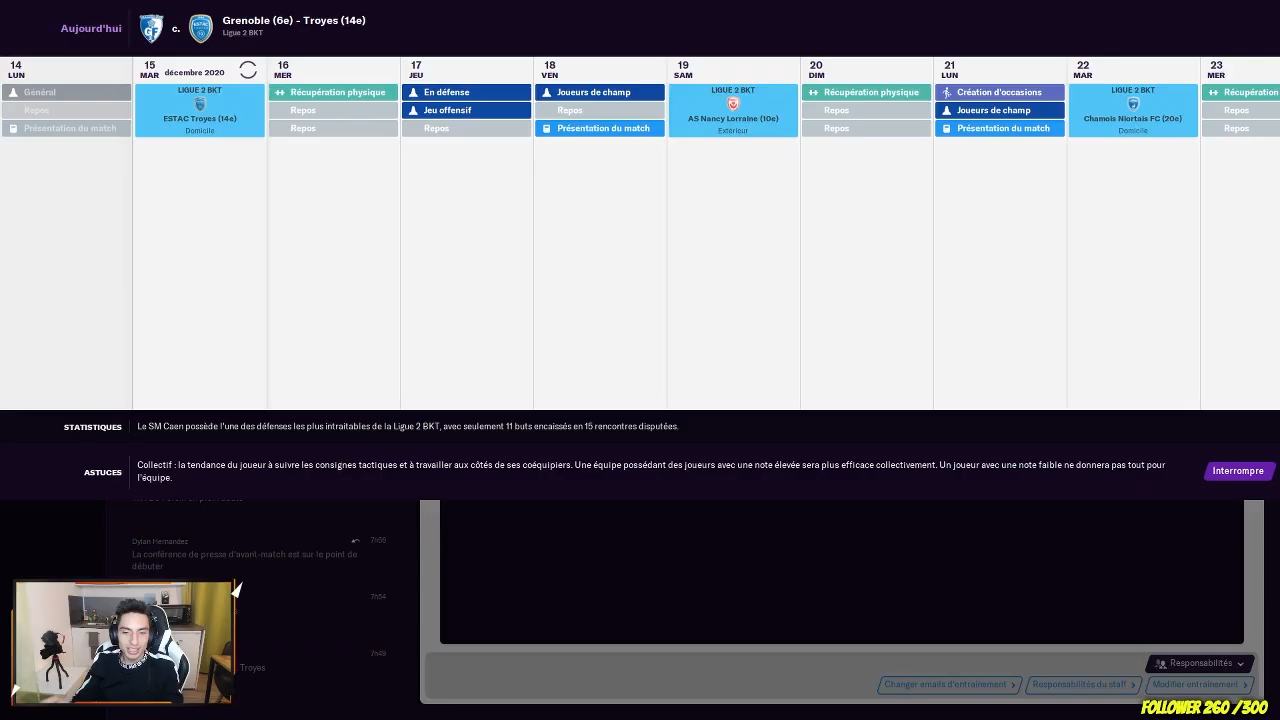 Aujourd'hui
c.
Grenoble (6e) - Troyes (14e)
Ligue 2 BKT
14
LUN
15
MAR
décembre 2020
16
MER
17
JEU
18
VEN
19
SAM
20
DIM
21
LUN
22
MAR
23
MER
Général
Repos
Présentation du match
LIGUE 2 BKT
ESTAC Troyes (14e)
Domicile
Récupération physique
Repos
Repos
En défense
Jeu offensif
Repos
Joueurs de champ
Repos
Présentation du match
LIGUE 2 BKT
AS Nancy Lorraine (10e)
Extérieur
Récupération physique
Repos
Repos
Création d'occasions
Joueurs de champ
Présentation du match
LIGUE 2 BKT
Chamois Niortais FC (20e)
Domicile
Récupération
Repos
Repos
STATISTIQUES
Le SM Caen possède l'une des défenses les plus intraitables de la Ligue 2 BKT, avec seulement 11 buts encaissés en 15 rencontres disputées.
ASTUCES
Collectif : la tendance du joueur à suivre les consignes tactiques et à travailler aux côtés de ses coéquipiers. Une équipe possédant des joueurs avec une note élevée sera plus efficace collectivement. Un joueur avec une note faible ne donnera pas tout pour
l'équipe.
Interrompre
Dylan Hernandez
7h59
La conférence de presse d'avant-match est sur le point de
débuter
7h54
7h49
Troyes
Responsabilités
Changer emails d'entraînement
Responsabilités du staff
Modifier entraînement
FOLLOWER 260 /300